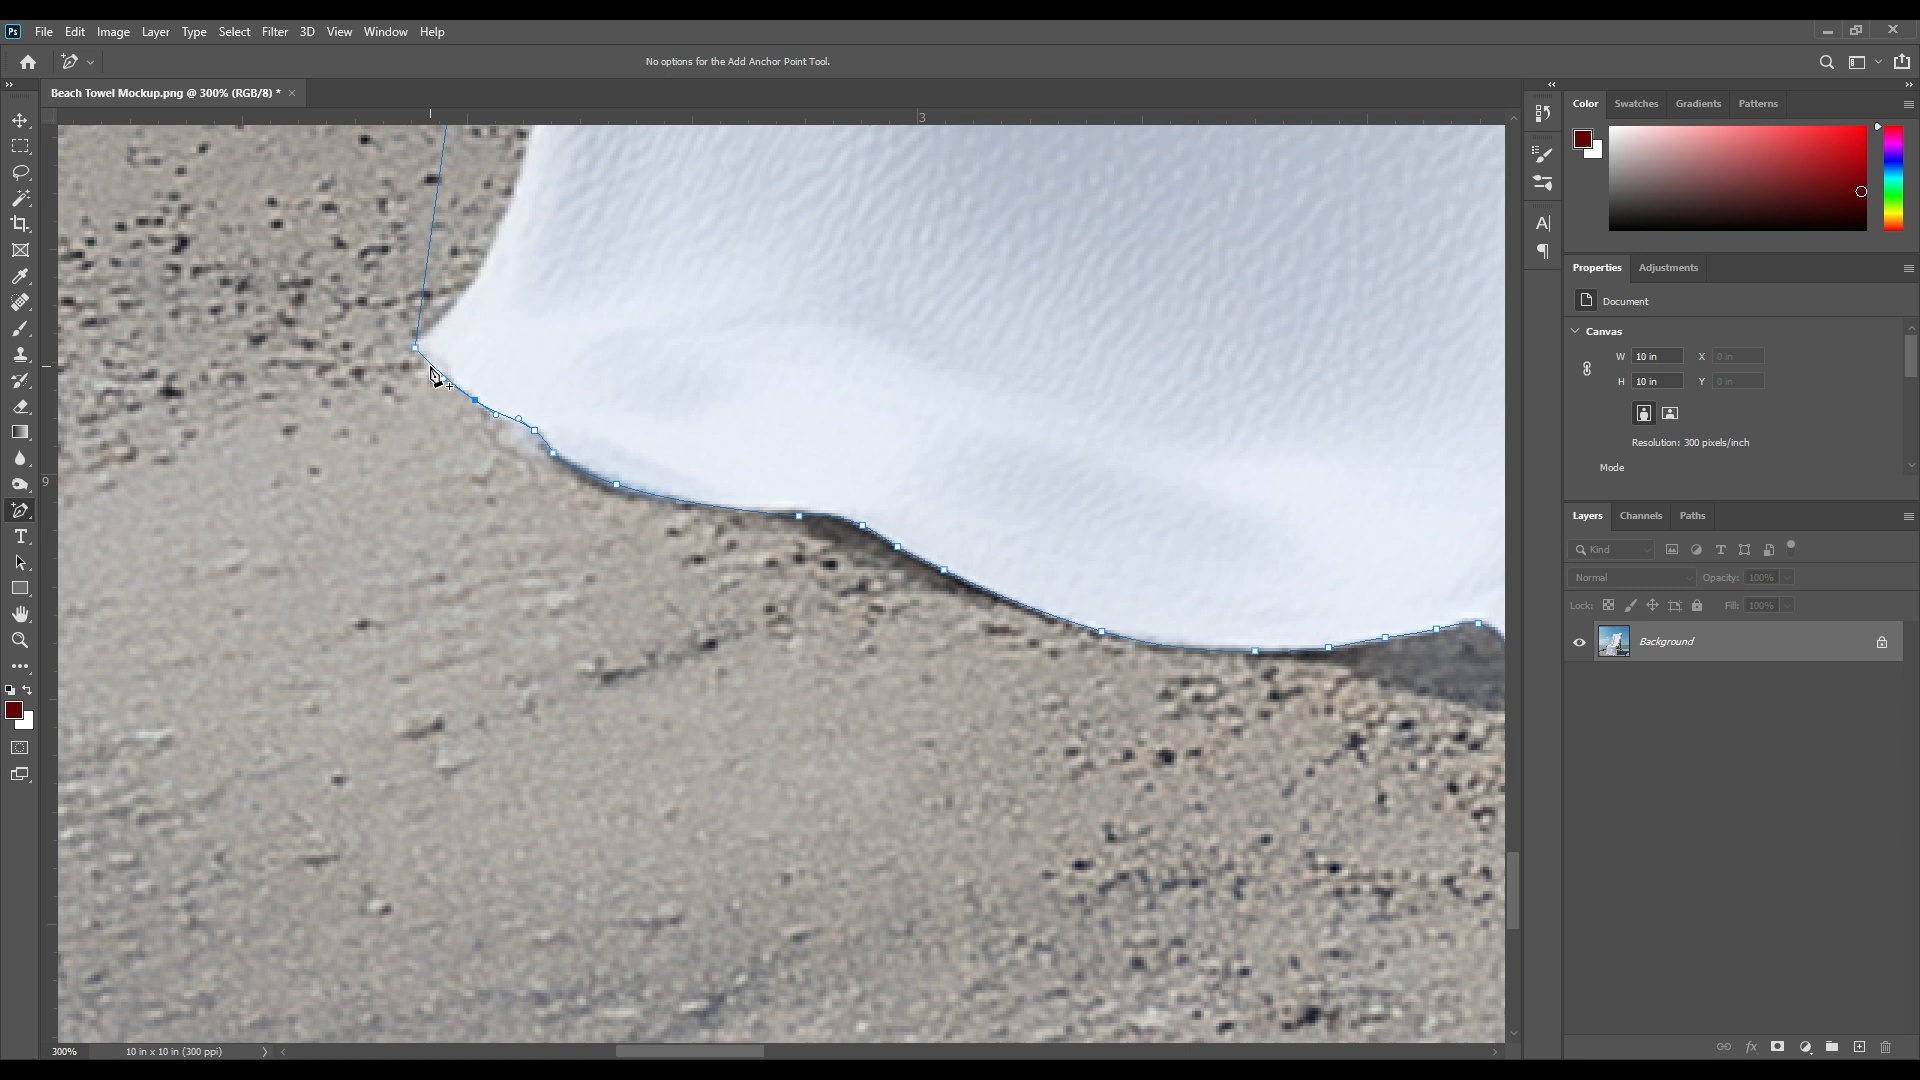 Ps File Edit Image Layer Type Select Filter 3D View Window Help
No options for the Add Anchor Point Tool.
Beach Towel Mockup.png @ 300% (RGB/8) * ×
3
9
Color Swatches Gradients Patterns
Properties Adjustments
Document
Canvas
W 10 in X 0 in
H 10 in Y 0 in
Resolution: 300 pixels/inch
Mode
Layers Channels Paths
Kind
Normal Opacity: 100%
Lock: Fill: 100%
Background
300% 10 in x 10 in (300 ppi)